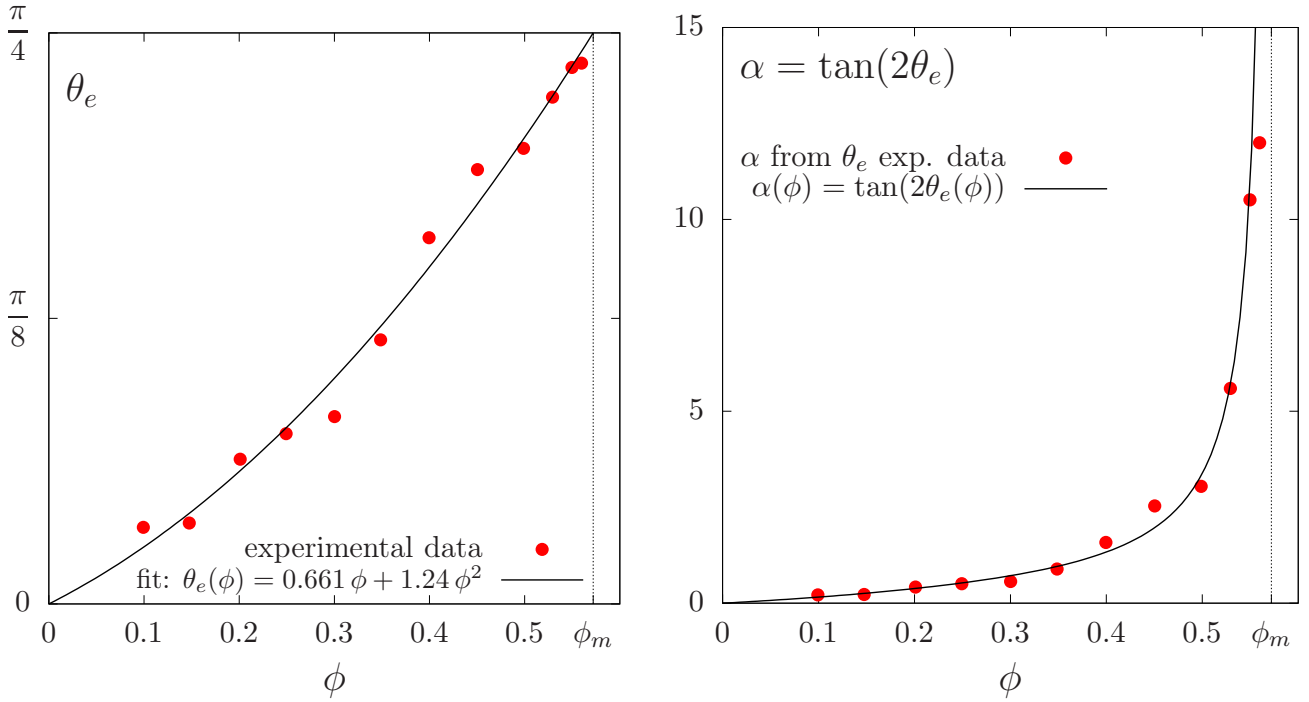 π/4
θ_e
π/8
0
experimental data
fit: θ_e(φ) = 0.661 φ + 1.24 φ²
0 0.1 0.2 0.3 0.4 0.5 φ_m
φ
15
α = tan(2θ_e)
α from θ_e exp. data
α(φ) = tan(2θ_e(φ))
10
5
0
0 0.1 0.2 0.3 0.4 0.5 φ_m
φ